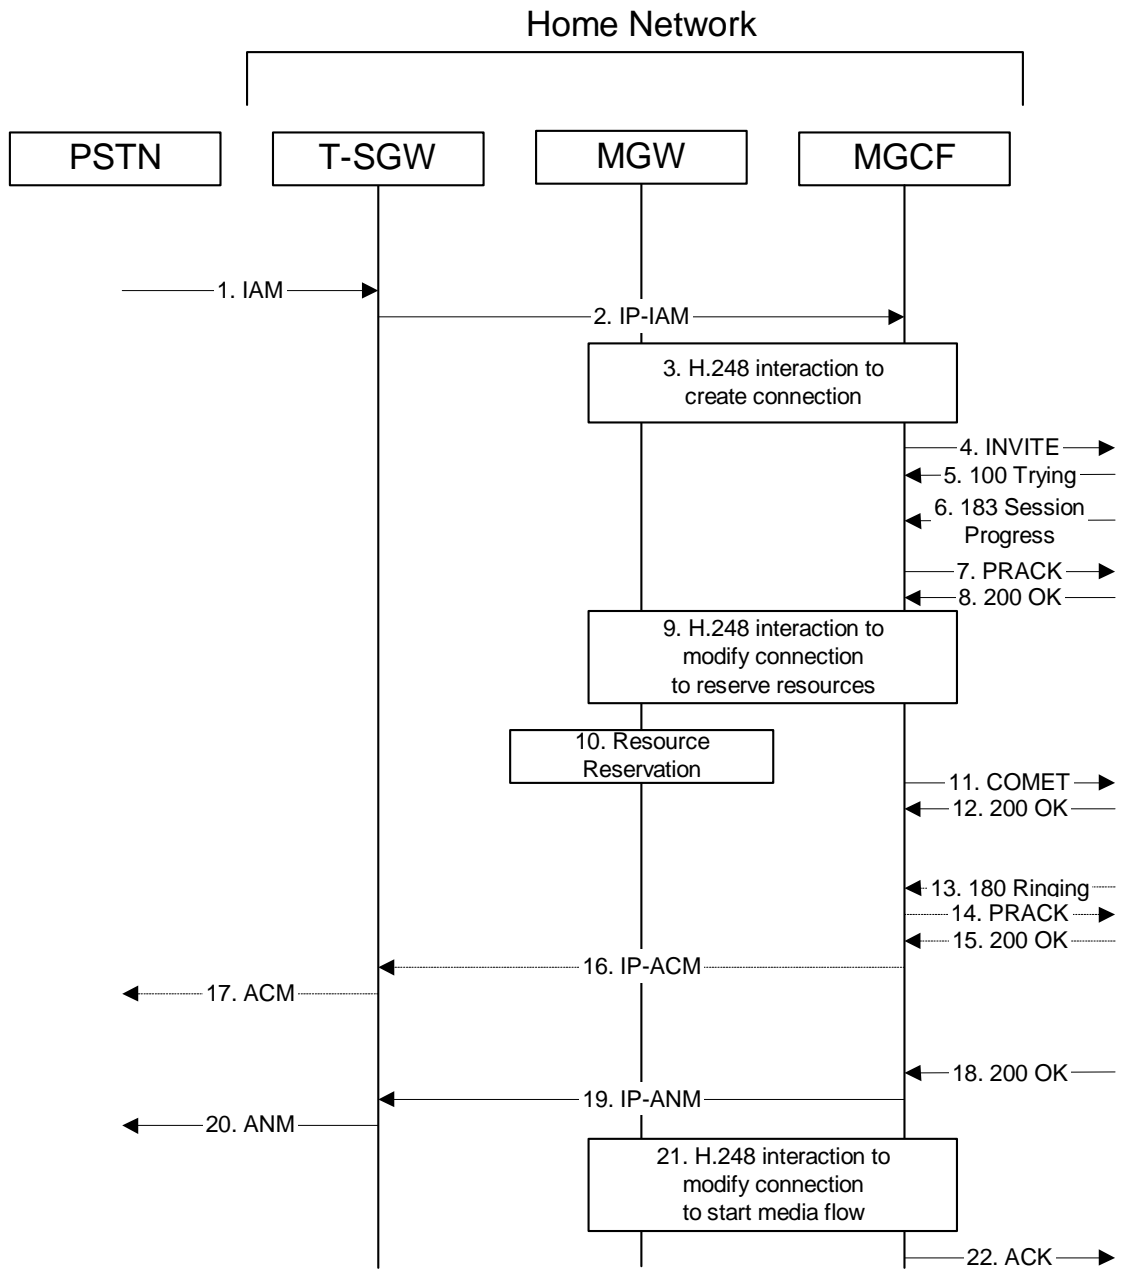 Home Network
PSTN
T-SGW
MGW
MGCF
1. IAM
2. IP-IAM
3. H.248 interaction to
create connection
4. INVITE
5. 100 Trying
6. 183 Session
Progress
7. PRACK
8. 200 OK
9. H.248 interaction to
modify connection
to reserve resources
10. Resource
Reservation
11. COMET
12. 200 OK
13. 180 Ringing
14. PRACK
15. 200 OK
16. IP-ACM
17. ACM
18. 200 OK
19. IP-ANM
20. ANM
21. H.248 interaction to
modify connection
to start media flow
22. ACK